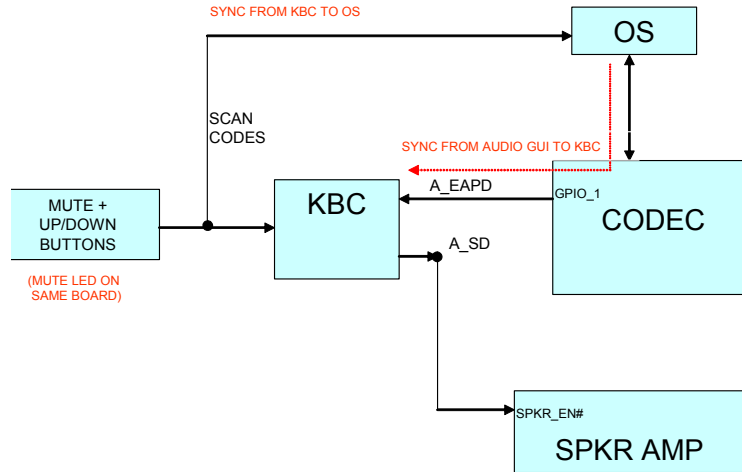 SYNC FROM KBC TO OS
OS
SCAN
CODES
SYNC FROM AUDIO GUI TO KBC
A_EAPD
GPIO_1
MUTE +
UP/DOWN
BUTTONS
KBC
CODEC
A_SD
(MUTE LED ON
SAME BOARD)
SPKR_EN#
SPKR AMP